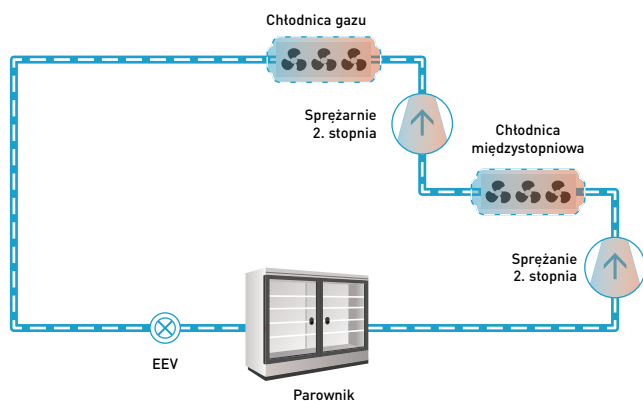 Chłodnica gazu
Sprężarnie
2. stopnia
Chłodnica
międzystopniowa
Sprężanie
2. stopnia
EEV
Parownik